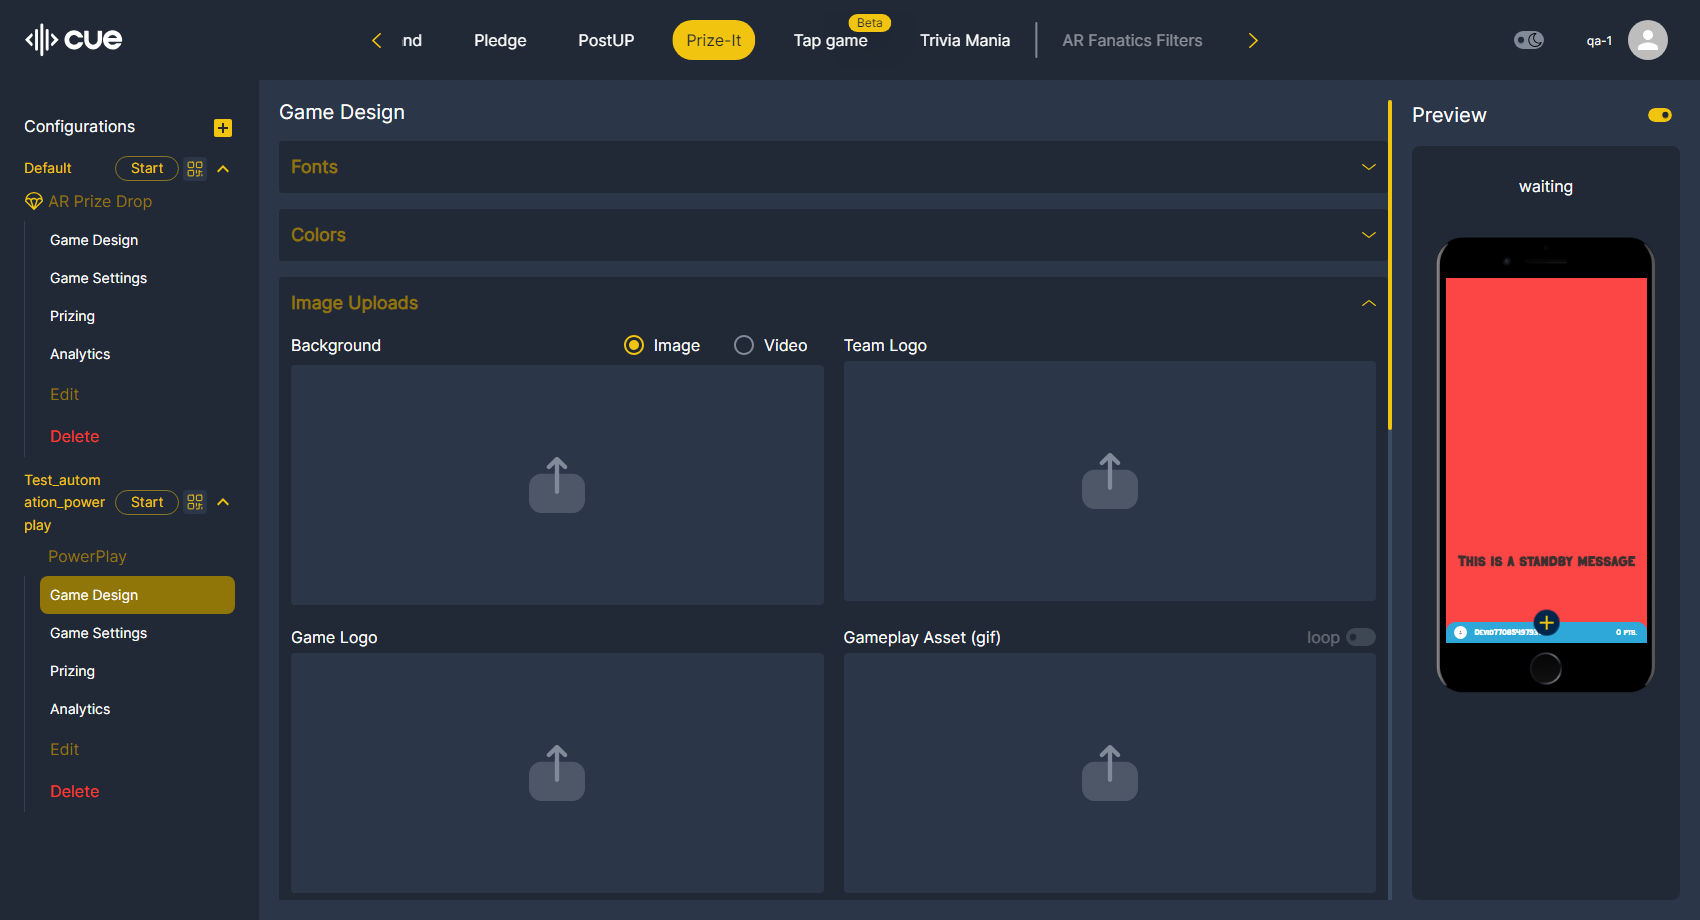 cue
nd
Pledge
PostUP
Prize-It
Beta
Tap game
Trivia Mania
AR Fanatics Filters
qa-1
Configurations
Default
Start
AR Prize Drop
Game Design
Game Settings
Prizing
Analytics
Edit
Delete
Test_autom
ation_power
play
Start
PowerPlay
Game Design
Game Settings
Prizing
Analytics
Edit
Delete
Game Design
Fonts
Colors
Image Uploads
Background
Image
Video
Team Logo
Game Logo
Gameplay Asset (gif)
loop
Preview
waiting
This is a standby message
0 pts.